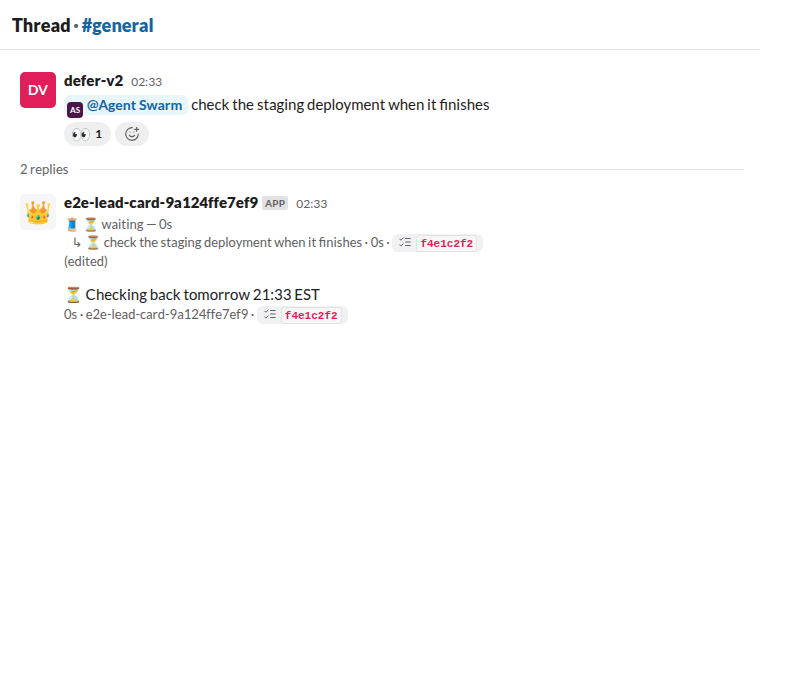 Thread · #general
DV
defer-v2 02:33
AS @Agent Swarm check the staging deployment when it finishes
👀 1
2 replies
e2e-lead-card-9a124ffe7ef9 APP 02:33
🧵 ⏳ waiting — 0s
↳ ⏳ check the staging deployment when it finishes · 0s · f4e1c2f2
(edited)
⏳ Checking back tomorrow 21:33 EST
0s · e2e-lead-card-9a124ffe7ef9 · f4e1c2f2